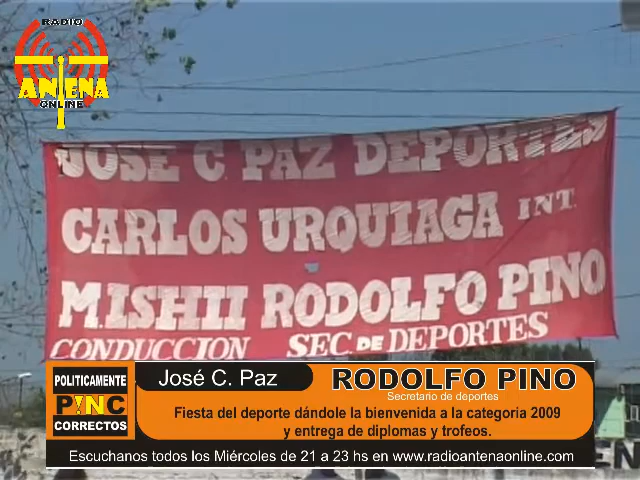 RADIO
ANTENA
ONLINE
JOSE C. PAZ DEPORTES
CARLOS URQUIAGA INT.
M.ISHII RODOLFO PINO
CONDUCCION SEC DE DEPORTES
POLITICAMENTE
P!NC
CORRECTOS
José C. Paz
RODOLFO PINO
Secretario de deportes
Fiesta del deporte dándole la bienvenida a la categoria 2009
y entrega de diplomas y trofeos.
Escuchanos todos los Miércoles de 21 a 23 hs en www.radioantenaonline.com